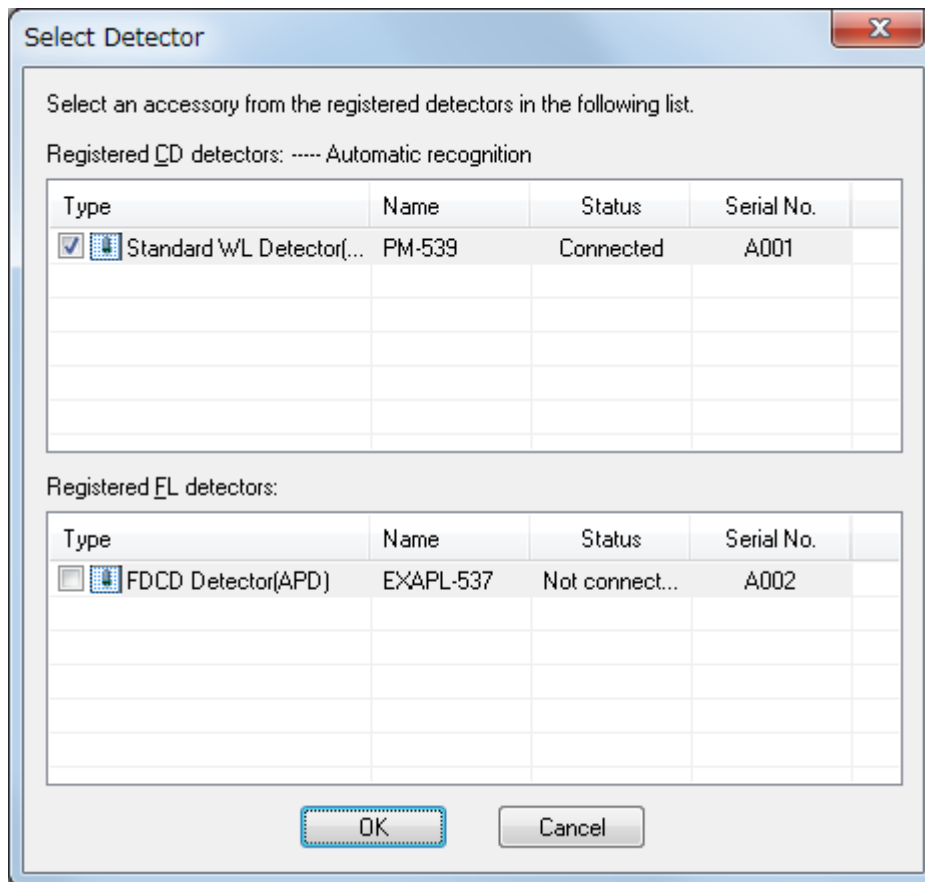 Select Detector
Select an accessory from the registered detectors in the following list.
Registered CD detectors: ----- Automatic recognition
Type Name Status Serial No.
Standard WL Detector(... PM-539 Connected A001
Registered FL detectors:
Type Name Status Serial No.
FDCD Detector(APD) EXAPL-537 Not connect... A002
OK Cancel